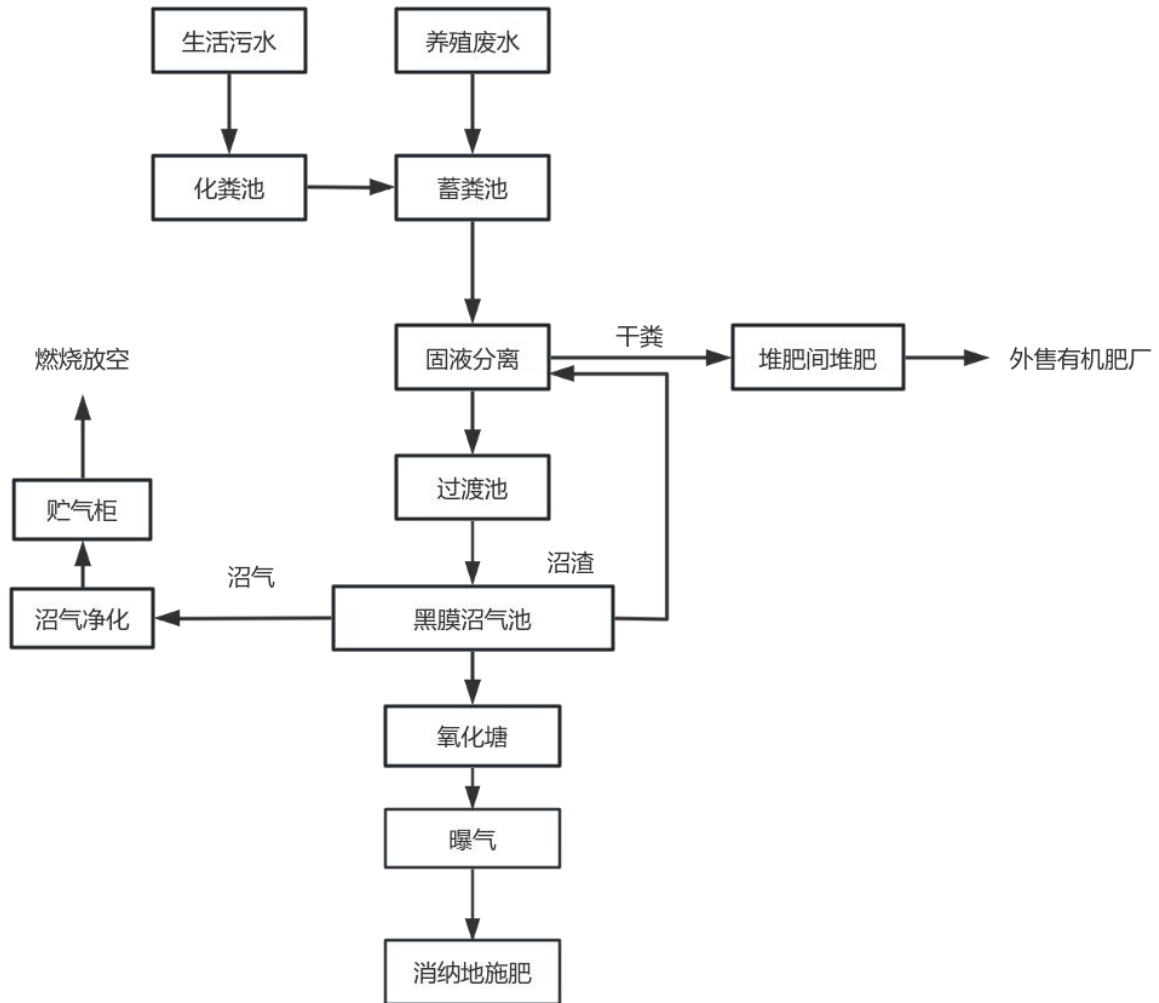 生活污水
养殖废水
化粪池
蓄粪池
固液分离
干粪
堆肥间堆肥
外售有机肥厂
燃烧放空
过渡池
贮气柜
沼气
沼渣
沼气净化
黑膜沼气池
氧化塘
曝气
消纳地施肥